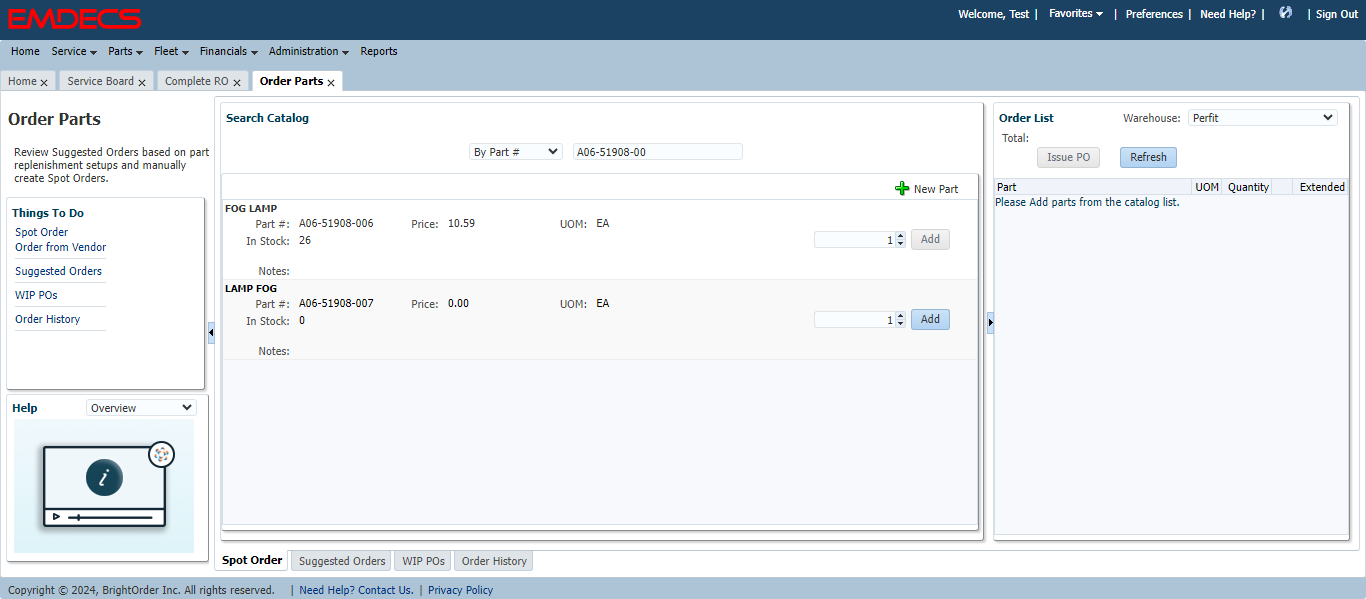 EMDECS
Welcome, Test | Favorites | Preferences | Need Help? | | Sign Out
Home Service Parts Fleet Financials Administration Reports
Home Service Board Complete RO Order Parts
Order Parts
Review Suggested Orders based on part
replenishment setups and manually
create Spot Orders.
Things To Do
Spot Order
Order from Vendor
Suggested Orders
WIP POs
Order History
Help Overview
i
Search Catalog
By Part # A06-51908-00
New Part
FOG LAMP
Part #: A06-51908-006 Price: 10.59 UOM: EA
In Stock: 26 1 Add
Notes:
LAMP FOG
Part #: A06-51908-007 Price: 0.00 UOM: EA
In Stock: 0 1 Add
Notes:
Order List Warehouse: Perfit
Total:
Issue PO Refresh
Part UOM Quantity Extended
Please Add parts from the catalog list.
Spot Order Suggested Orders WIP POs Order History
Copyright © 2024, BrightOrder Inc. All rights reserved. | Need Help? Contact Us. | Privacy Policy